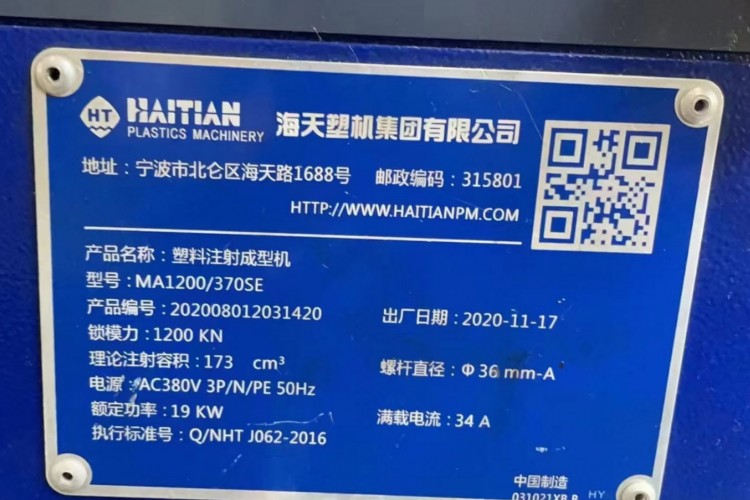 HT HAITIAN
PLASTICS MACHINERY
海天塑机集团有限公司
地址：宁波市北仑区海天路1688号 邮政编码：315801
HTTP://WWW.HAITIANPM.COM
产品名称：塑料注射成型机
型号：MA1200/370SE
产品编号：202008012031420 出厂日期：2020-11-17
锁模力：1200 KN
理论注射容积：173 cm³ 螺杆直径：Φ36 mm-A
电源：AC380V 3P/N/PE 50Hz
额定功率：19 KW 满载电流：34 A
执行标准号：Q/NHT J062-2016
中国制造
HY